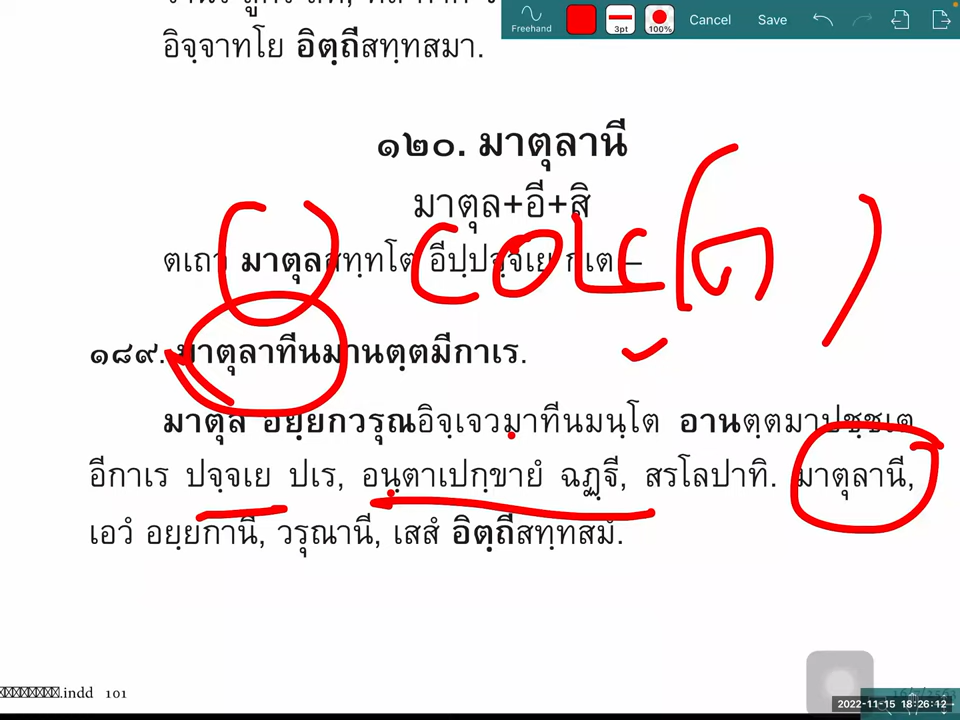 Freehand 3pt 100% Cancel Save
อิจฺจาทโย อิตฺถีสทฺทสมา.
๑๒๐. มาตุลานี
มาตุล+อี+สิ
ตเถว มาตุลสทฺทโต อีปฺปจฺจเย กเต –
๑๘๙. มาตุลาทีนมานตฺตมีกาเร.
มาตุล อยฺยกวรุณอิจฺเจวมาทีนมนฺโต อานตฺตมาปชฺชเต
อีกาเร ปจฺจเย ปเร, อนฺตาเปกฺขายํ ฉฏฺฐี, สรโลปาทิ. มาตุลานี,
เอวํ อยฺยกานี, วรุณานี, เสสํ อิตฺถีสทฺทสมํ.
.indd 101
2022-11-15 18:26:12